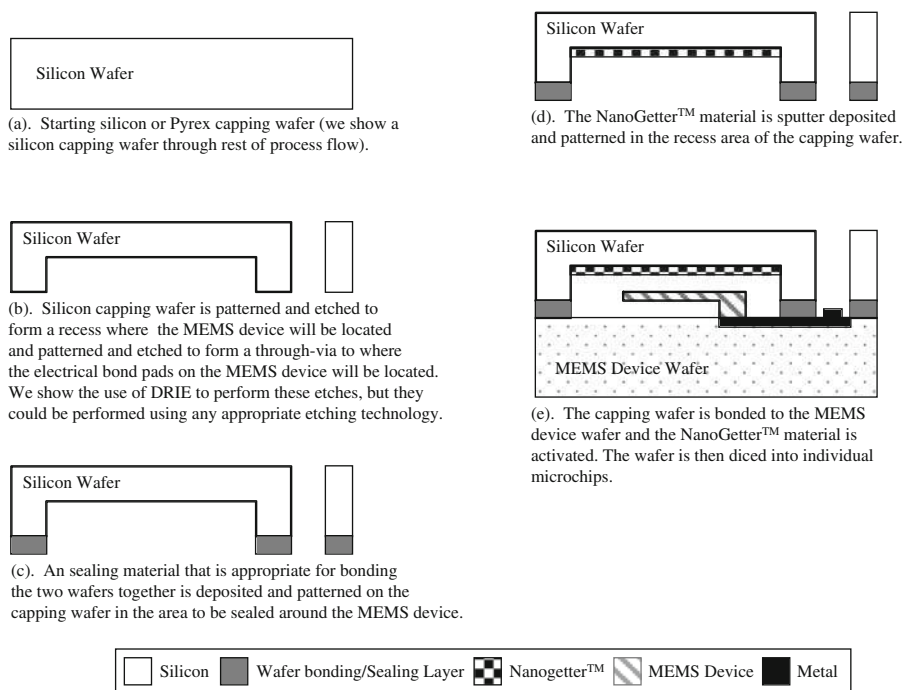 Silicon Wafer
(a). Starting silicon or Pyrex capping wafer (we show a
silicon capping wafer through rest of process flow).
Silicon Wafer
(b). Silicon capping wafer is patterned and etched to
form a recess where the MEMS device will be located
and patterned and etched to form a through-via to where
the electrical bond pads on the MEMS device will be located.
We show the use of DRIE to perform these etches, but they
could be performed using any appropriate etching technology.
Silicon Wafer
(c). An sealing material that is appropriate for bonding
the two wafers together is deposited and patterned on the
capping wafer in the area to be sealed around the MEMS device.
Silicon Wafer
(d). The NanoGetter™ material is sputter deposited
and patterned in the recess area of the capping wafer.
Silicon Wafer
MEMS Device Wafer
(e). The capping wafer is bonded to the MEMS
device wafer and the NanoGetter™ material is
activated. The wafer is then diced into individual
microchips.
Silicon Wafer bonding/Sealing Layer Nanogetter™ MEMS Device Metal